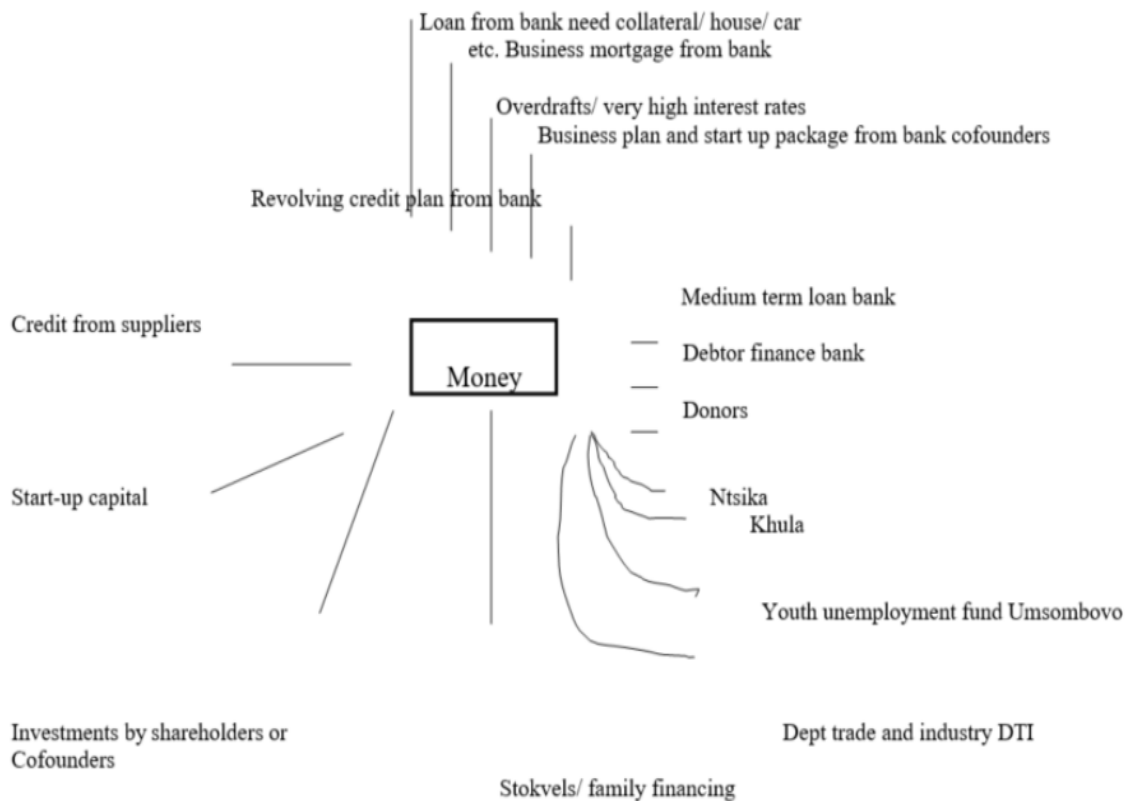 Loan from bank need collateral/ house/ car
etc. Business mortgage from bank
Overdrafts/ very high interest rates
Business plan and start up package from bank cofounders
Revolving credit plan from bank
Medium term loan bank
Credit from suppliers
Debtor finance bank
Money
Donors
Start-up capital
Ntsika
Khula
Youth unemployment fund Umsombovo
Investments by shareholders or
Cofounders
Dept trade and industry DTI
Stokvels/ family financing